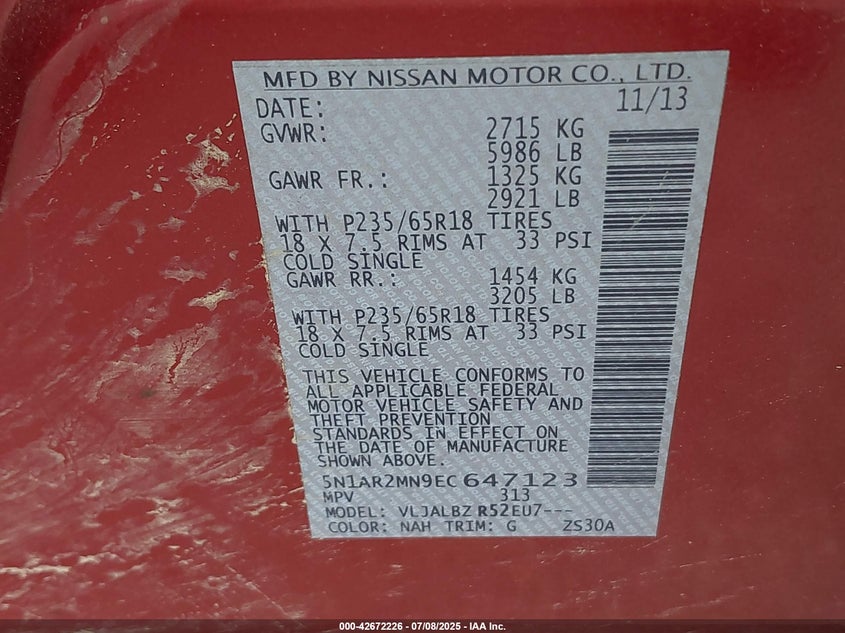 MFD BY NISSAN MOTOR CO., LTD.
DATE: 11/13
GVWR: 2715 KG
5986 LB
GAWR FR.: 1325 KG
2921 LB
WITH P235/65R18 TIRES
18 X 7.5 RIMS AT 33 PSI
COLD SINGLE
GAWR RR.: 1454 KG
3205 LB
WITH P235/65R18 TIRES
18 X 7.5 RIMS AT 33 PSI
COLD SINGLE
THIS VEHICLE CONFORMS TO
ALL APPLICABLE FEDERAL
MOTOR VEHICLE SAFETY AND
THEFT PREVENTION
STANDARDS IN EFFECT ON
THE DATE OF MANUFACTURE
SHOWN ABOVE.
5N1AR2MN9EC647123
MPV 313
MODEL: VLJALBZ R52EU7---
COLOR: NAH TRIM: G ZS30A
000-42672226 - 07/08/2025 - IAA Inc.